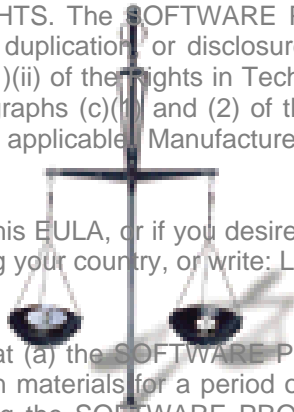 HTS. The SOFTWARE P
duplication, or disclosure
)(ii) of the Rights in Tech
raphs (c)(1) and (2) of th
applicable. Manufacture
his EULA, or if you desire
g your country, or write: L
at (a) the SOFTWARE P
n materials for a period o
ng the SOFTWARE PRO